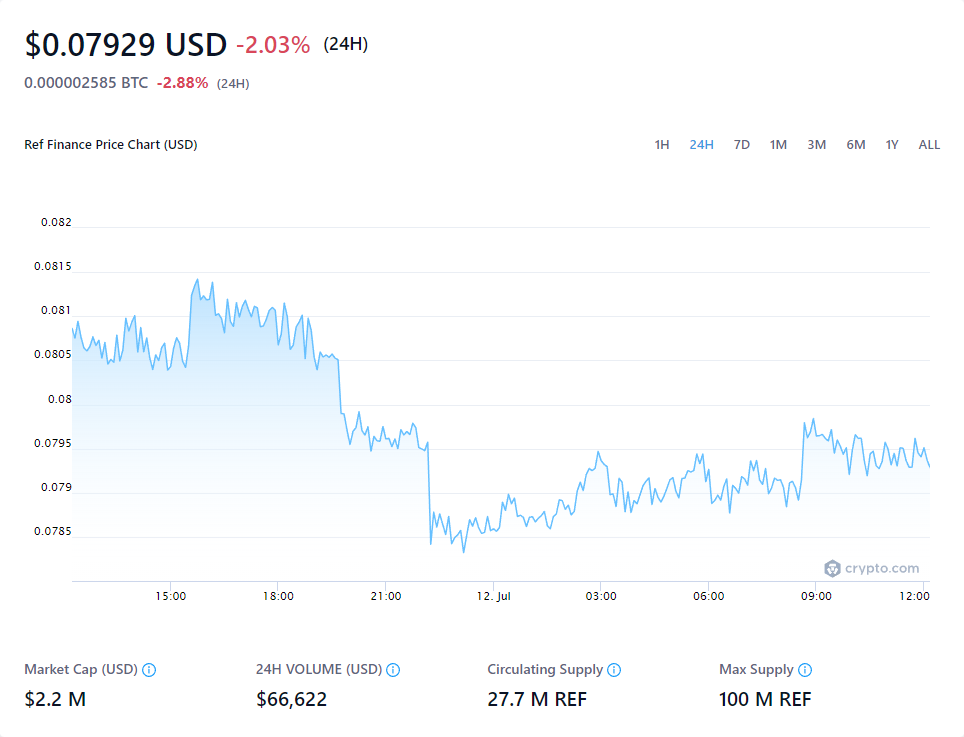 $0.07929 USD -2.03% (24H)
0.000002585 BTC -2.88% (24H)
Ref Finance Price Chart (USD) 1H 24H 7D 1M 3M 6M 1Y ALL
0.082
0.0815
0.081
0.0805
0.08
0.0795
0.079
0.0785
crypto.com
15:00 18:00 21:00 12. Jul 03:00 06:00 09:00 12:00
Market Cap (USD) 24H VOLUME (USD) Circulating Supply Max Supply
$2.2 M $66,622 27.7 M REF 100 M REF